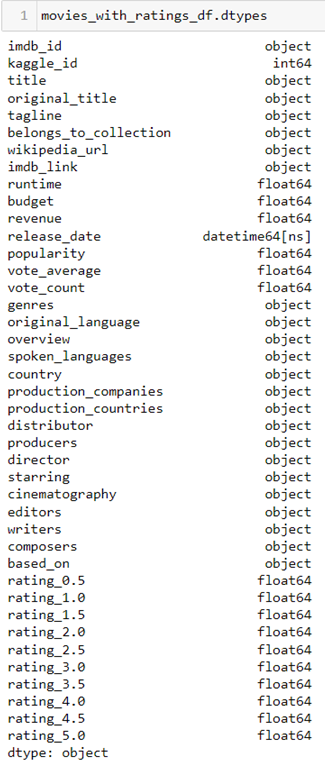 1 movies_with_ratings_df.dtypes
imdb_id object
kaggle_id int64
title object
original_title object
tagline object
belongs_to_collection object
wikipedia_url object
imdb_link object
runtime float64
budget float64
revenue float64
release_date datetime64[ns]
popularity float64
vote_average float64
vote_count float64
genres object
original_language object
overview object
spoken_languages object
country object
production_companies object
production_countries object
distributor object
producers object
director object
starring object
cinematography object
editors object
writers object
composers object
based_on object
rating_0.5 float64
rating_1.0 float64
rating_1.5 float64
rating_2.0 float64
rating_2.5 float64
rating_3.0 float64
rating_3.5 float64
rating_4.0 float64
rating_4.5 float64
rating_5.0 float64
dtype: object